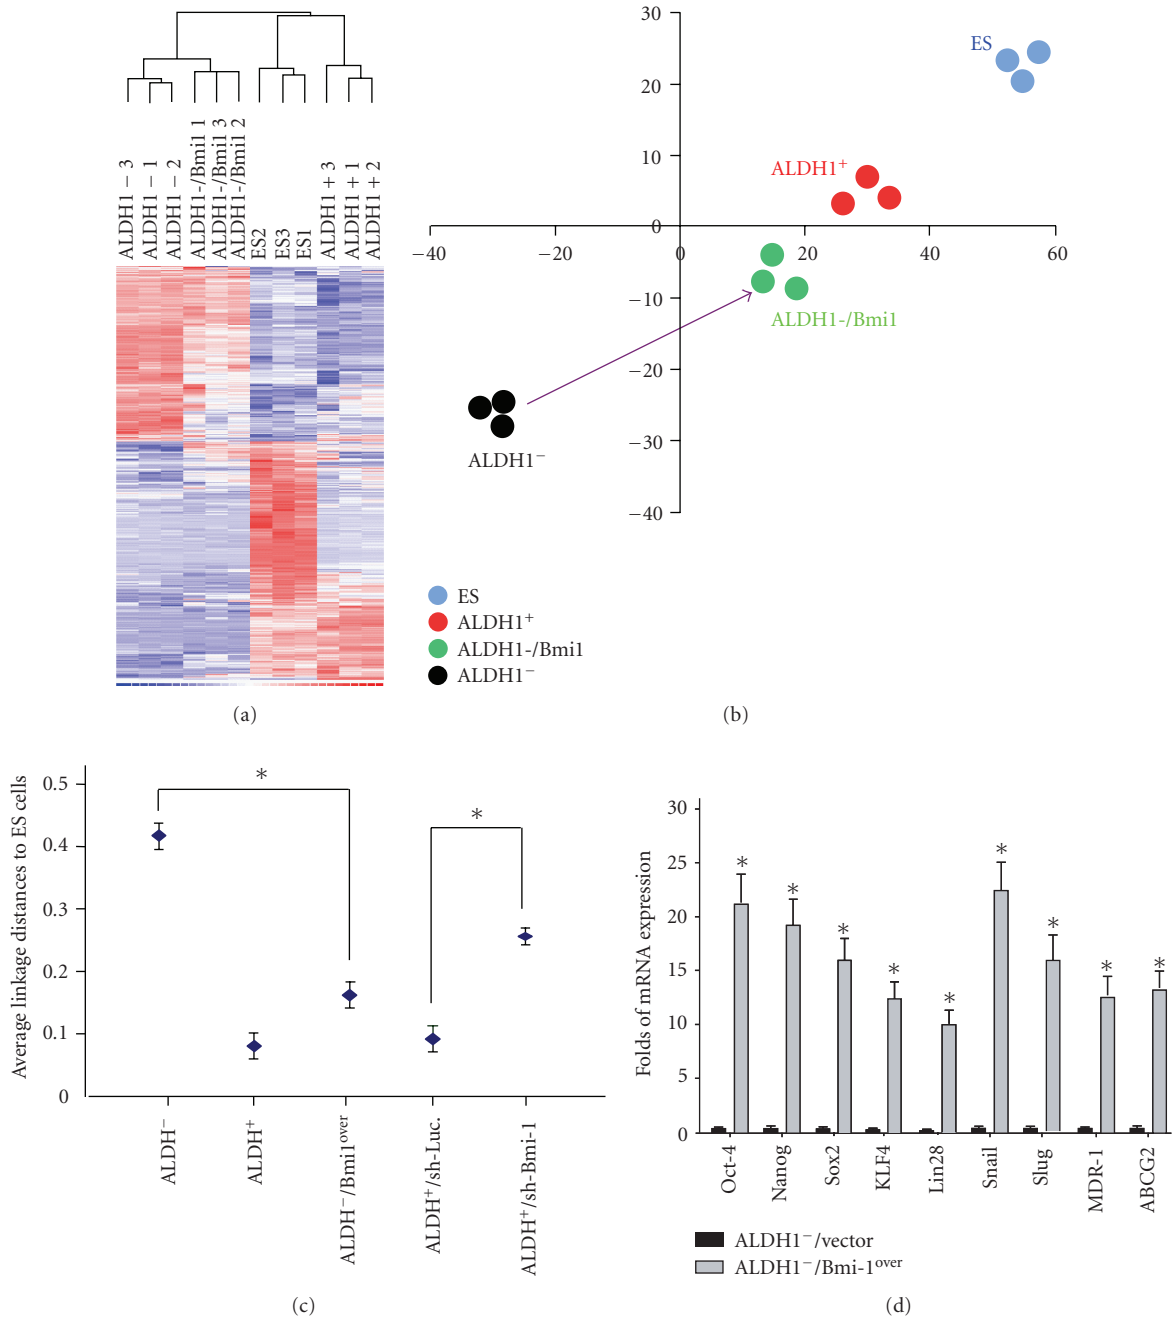 ALDH1 − 3
ALDH1 − 1
ALDH1 − 2
ALDH1-/Bmi1 1
ALDH1-/Bmi1 3
ALDH1-/Bmi1 2
ES2
ES3
ES1
ALDH1 + 3
ALDH1 + 1
ALDH1 + 2
(a)
30
20
10
0
−10
−20
−30
−40
−40
−20
0
20
40
60
ES
ALDH1⁺
ALDH1-/Bmi1
ALDH1⁻
ES
ALDH1⁺
ALDH1-/Bmi1
ALDH1⁻
(b)
Average linkage distances to ES cells
0.5
0.4
0.3
0.2
0.1
0
*
*
ALDH⁻
ALDH⁺
ALDH⁻/Bmi1ᵒᵛᵉʳ
ALDH⁺/sh-Luc.
ALDH⁺/sh-Bmi-1
(c)
Folds of mRNA expression
30
25
20
15
10
5
0
*
*
*
*
*
*
*
*
*
Oct-4
Nanog
Sox2
KLF4
Lin28
Snail
Slug
MDR-1
ABCG2
ALDH1⁻/vector
ALDH1⁻/Bmi-1ᵒᵛᵉʳ
(d)